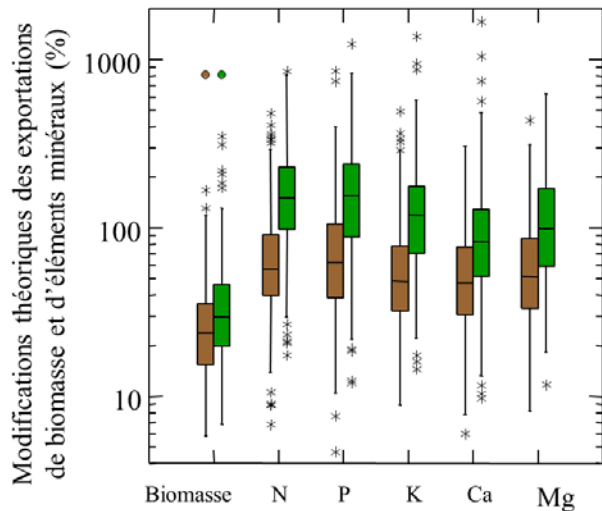 Modifications théoriques des exportations
de biomasse et d'éléments minéraux (%)
1000
100
10
Biomasse N P K Ca Mg